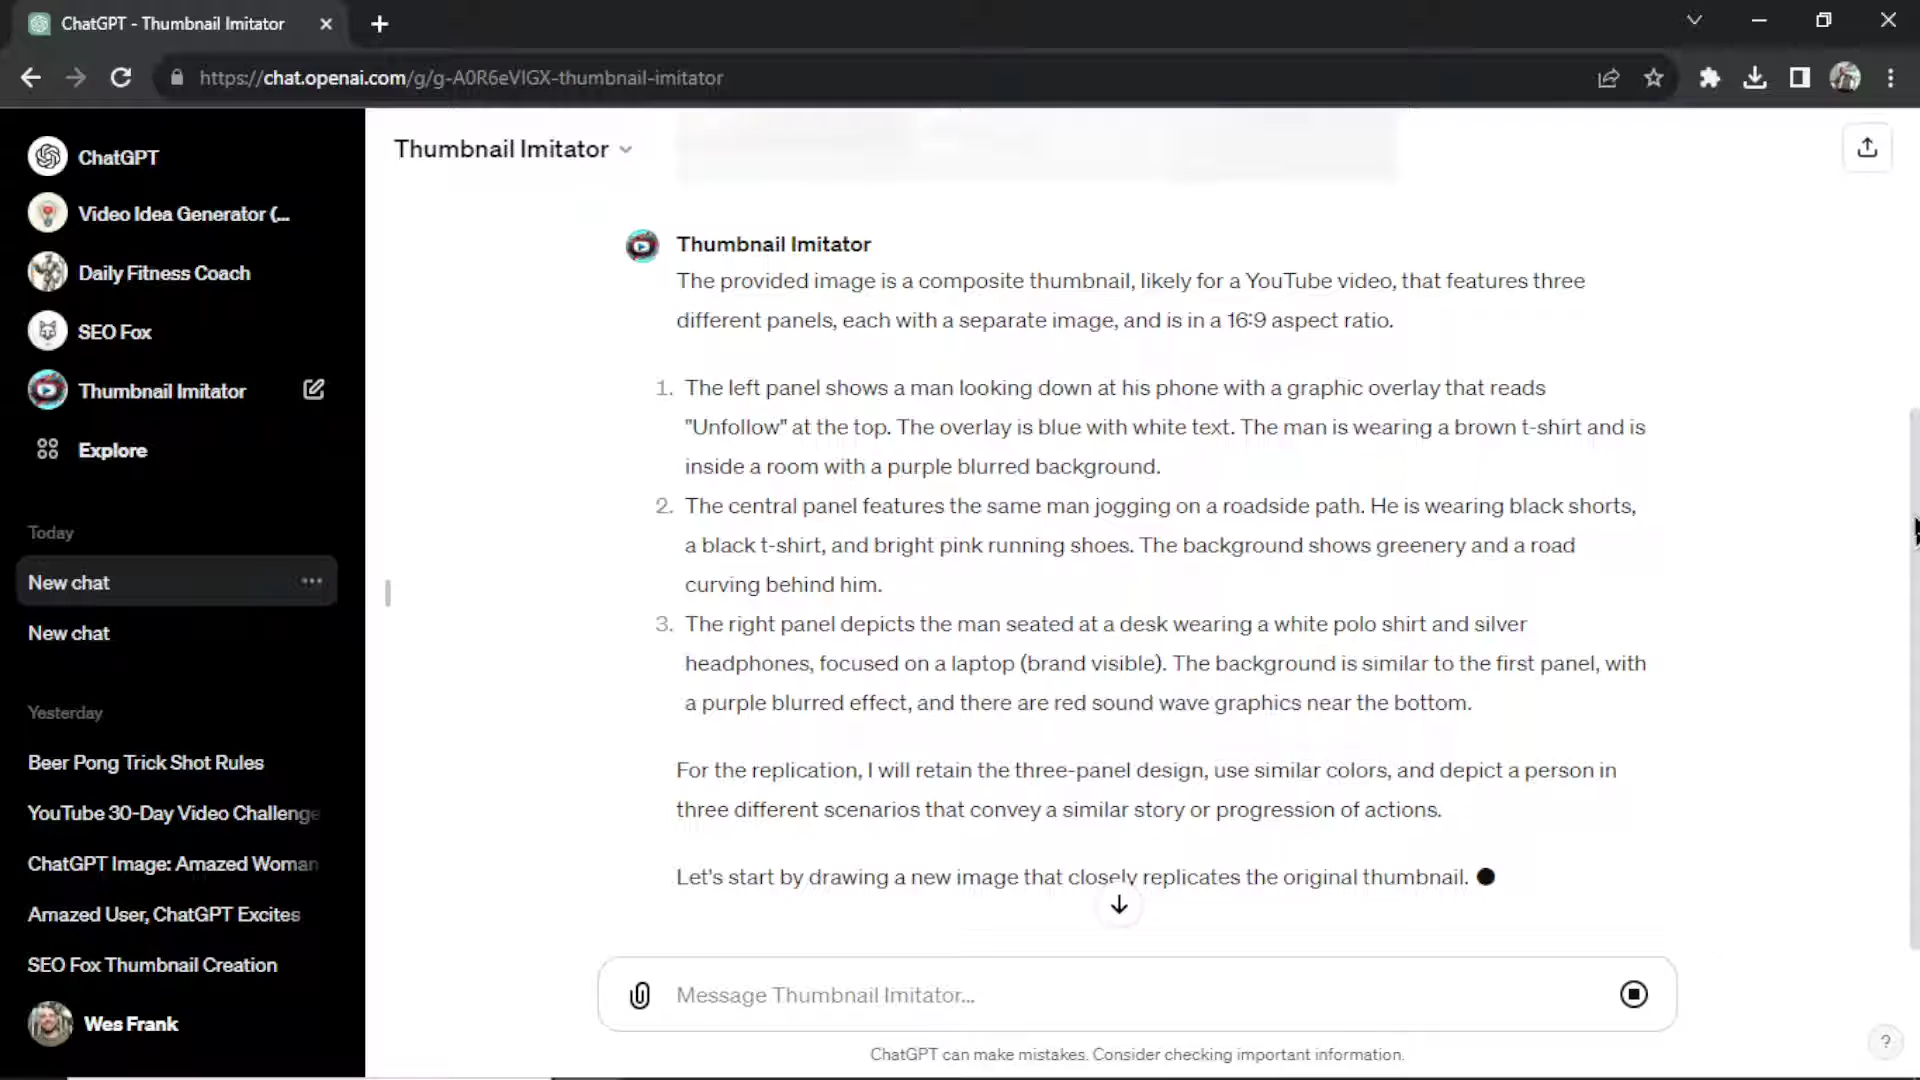 ChatGPT - Thumbnail Imitator
https://chat.openai.com/g/g-A0R6eVIGX-thumbnail-imitator
ChatGPT
Video Idea Generator (...
Daily Fitness Coach
SEO Fox
Thumbnail Imitator
Explore
Today
New chat
New chat
Yesterday
Beer Pong Trick Shot Rules
YouTube 30-Day Video Challenge
ChatGPT Image: Amazed Woman
Amazed User, ChatGPT Excites
SEO Fox Thumbnail Creation
Wes Frank
Thumbnail Imitator
Thumbnail Imitator
The provided image is a composite thumbnail, likely for a YouTube video, that features three
different panels, each with a separate image, and is in a 16:9 aspect ratio.
1. The left panel shows a man looking down at his phone with a graphic overlay that reads
"Unfollow" at the top. The overlay is blue with white text. The man is wearing a brown t-shirt and is
inside a room with a purple blurred background.
2. The central panel features the same man jogging on a roadside path. He is wearing black shorts,
a black t-shirt, and bright pink running shoes. The background shows greenery and a road
curving behind him.
3. The right panel depicts the man seated at a desk wearing a white polo shirt and silver
headphones, focused on a laptop (brand visible). The background is similar to the first panel, with
a purple blurred effect, and there are red sound wave graphics near the bottom.
For the replication, I will retain the three-panel design, use similar colors, and depict a person in
three different scenarios that convey a similar story or progression of actions.
Let's start by drawing a new image that closely replicates the original thumbnail.
Message Thumbnail Imitator...
ChatGPT can make mistakes. Consider checking important information.
?